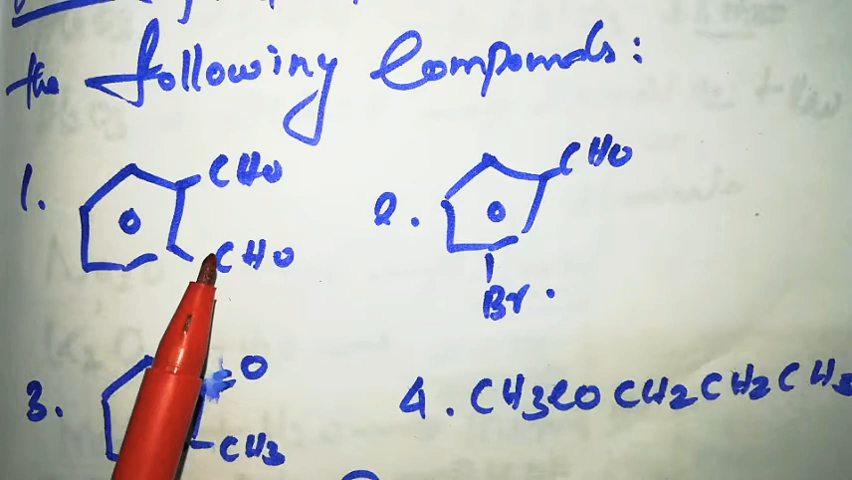 the following Compounds:
1. CHO
CHO
2. CHO
Br.
3. O
CH3
4. CH3COCH2CH2CH3